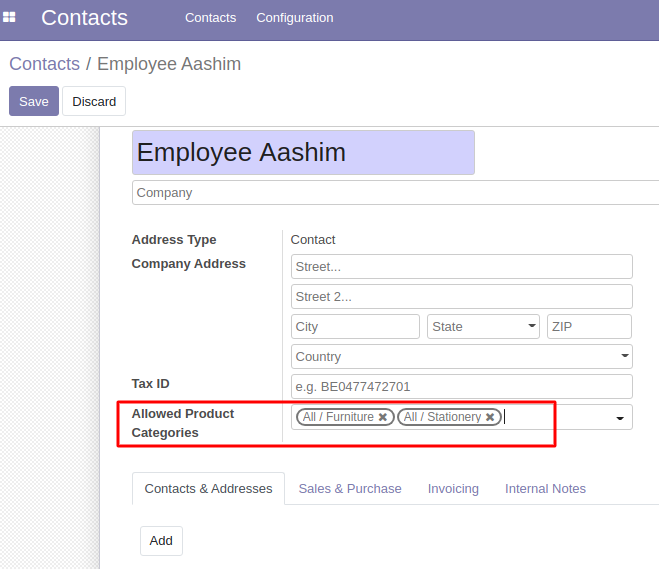 Contacts Contacts Configuration
Contacts / Employee Aashim
Save Discard
Employee Aashim
Company
Address Type Contact
Company Address Street...
Street 2...
City State ZIP
Country
Tax ID e.g. BE0477472701
Allowed Product All / Furniture ✖ All / Stationery ✖
Categories
Contacts & Addresses Sales & Purchase Invoicing Internal Notes
Add